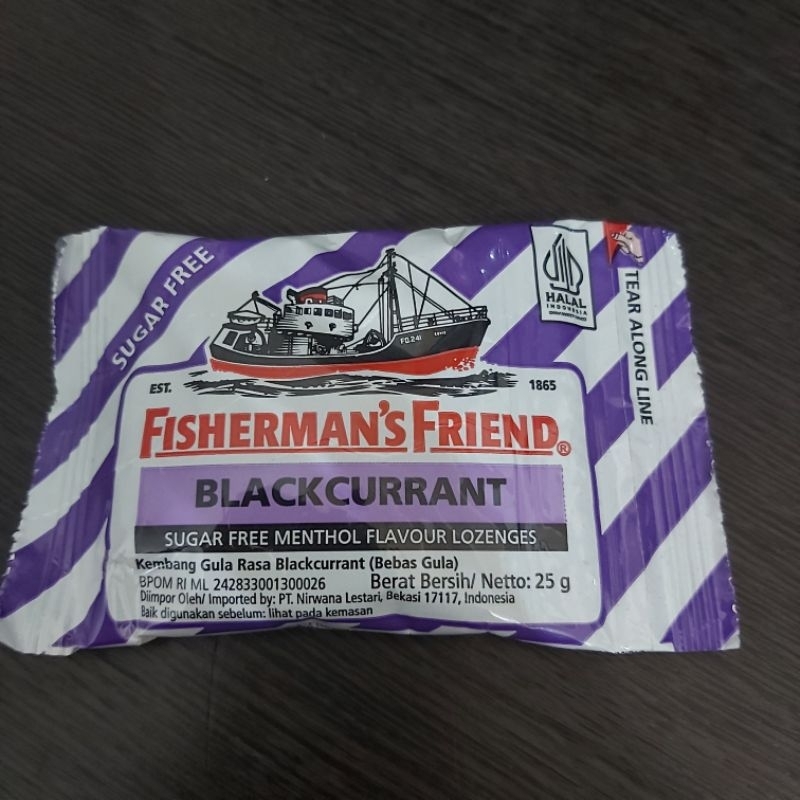 SUGAR FREE
HALAL
INDONESIA
TEAR ALONG LINE
FD.241
EST.
1865
FISHERMAN'S FRIEND®
BLACKCURRANT
SUGAR FREE MENTHOL FLAVOUR LOZENGES
Kembang Gula Rasa Blackcurrant (Bebas Gula)
BPOM RI ML 242833001300026 Berat Bersih/ Netto: 25 g
Diimpor Oleh/ Imported by: PT. Nirwana Lestari, Bekasi 17117, Indonesia
Baik digunakan sebelum: lihat pada kemasan